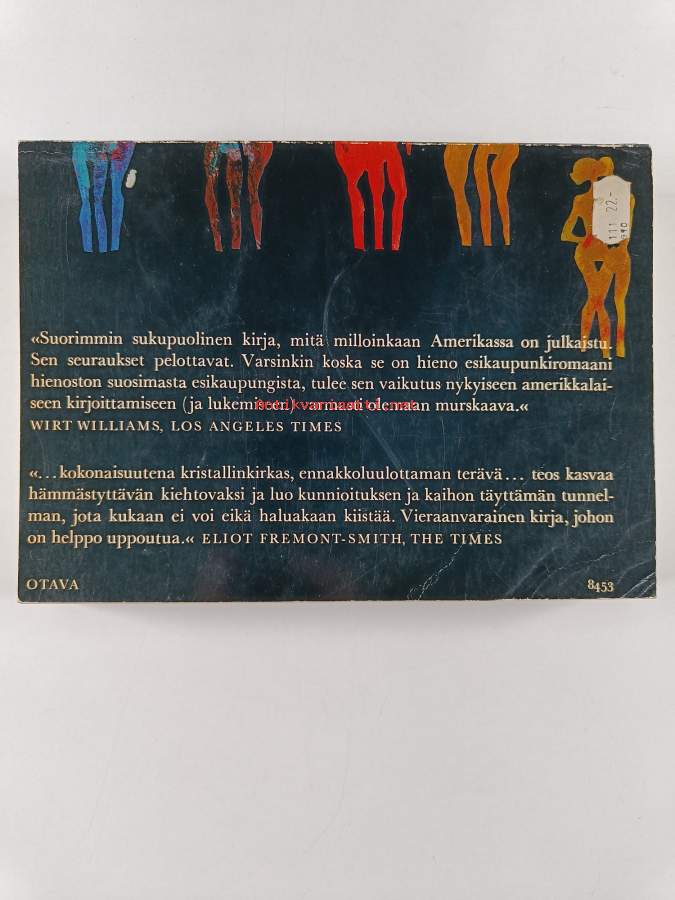 111 22.-
«Suorimmin sukupuolinen kirja, mitä milloinkaan Amerikassa on julkaistu.
Sen seuraukset pelottavat. Varsinkin koska se on hieno esikaupunkiromaani
hienoston suosimasta esikaupungista, tulee sen vaikutus nykyiseen amerikkalai-
seen kirjoittamiseen (ja lukemiseen) varmasti olemaan murskaava.«
WIRT WILLIAMS, LOS ANGELES TIMES
«...kokonaisuutena kristallinkirkas, ennakkoluulottaman terävä... teos kasvaa
hämmästyttävän kiehtovaksi ja luo kunnioituksen ja kaihon täyttämän tunnel-
man, jota kukaan ei voi eikä haluakaan kiistää. Vieraanvarainen kirja, johon
on helppo uppoutua.« ELIOT FREMONT-SMITH, THE TIMES
OTAVA 8453